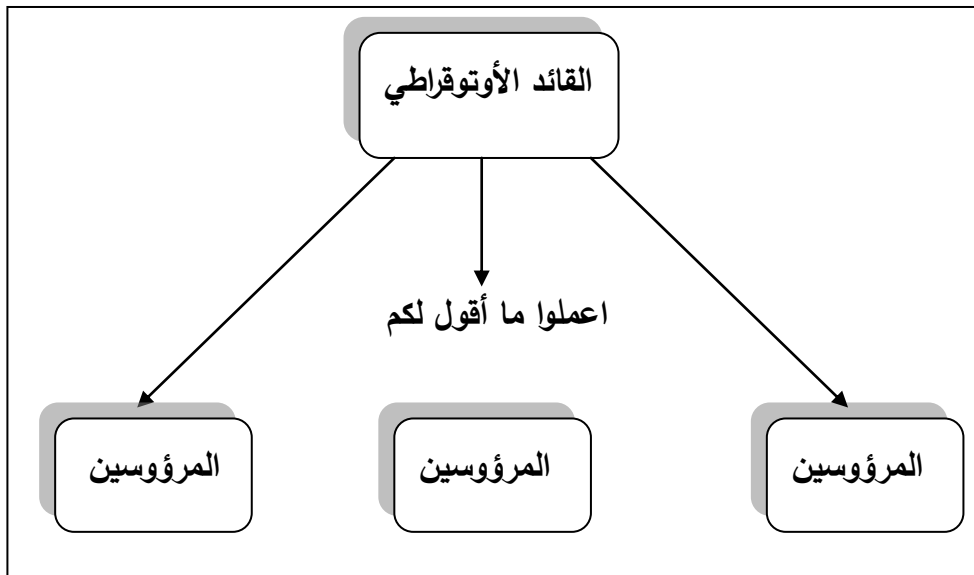 القائد الأوتوقراطي
اعملوا ما أقول لكم
المرؤوسين
المرؤوسين
المرؤوسين